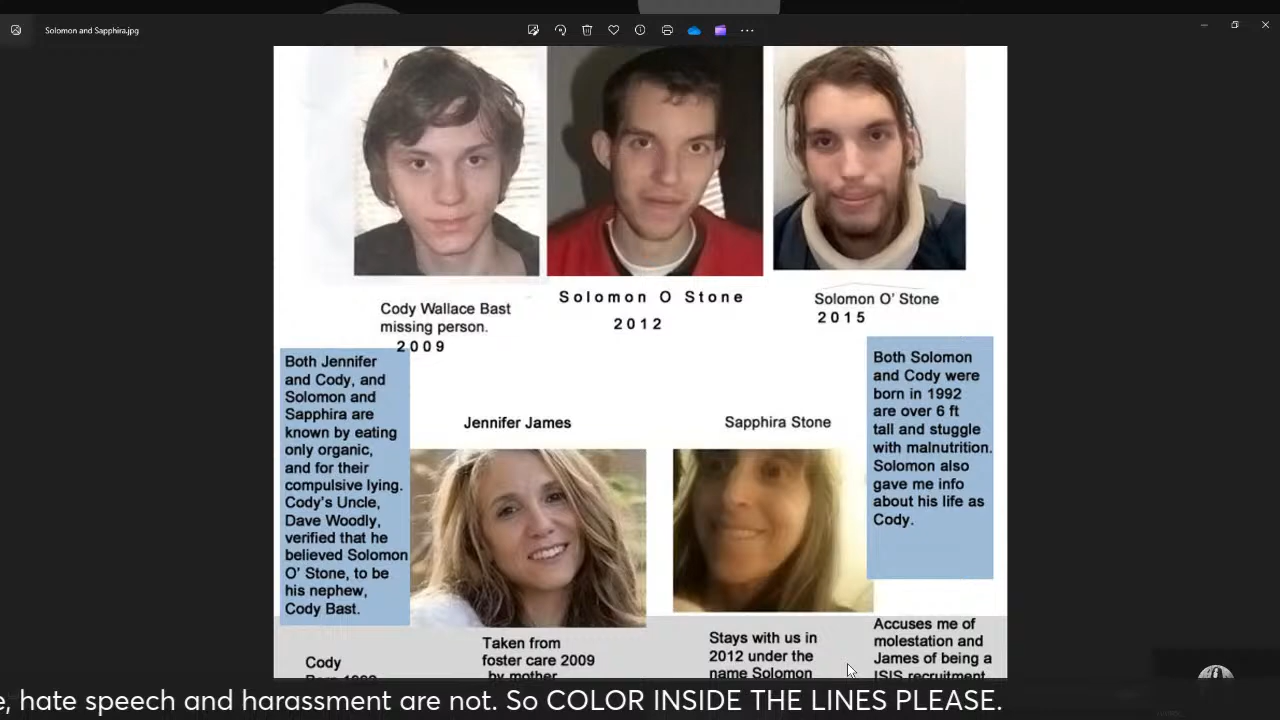 Solomon and Sapphira.jpg
Cody Wallace Bast
missing person.
2009
Solomon O Stone
2012
Solomon O' Stone
2015
Both Jennifer
and Cody, and
Solomon and
Sapphira are
known by eating
only organic,
and for their
compulsive lying.
Cody's Uncle,
Dave Woodly,
verified that he
believed Solomon
O' Stone, to be
his nephew,
Cody Bast.
Jennifer James
Sapphira Stone
Both Solomon
and Cody were
born in 1992
are over 6 ft
tall and stuggle
with malnutrition.
Solomon also
gave me info
about his life as
Cody.
Cody
Taken from
foster care 2009
by mother
Stays with us in
2012 under the
name Solomon
Accuses me of
molestation and
James of being a
ISIS recruitment
e, hate speech and harassment are not. So COLOR INSIDE THE LINES PLEASE.